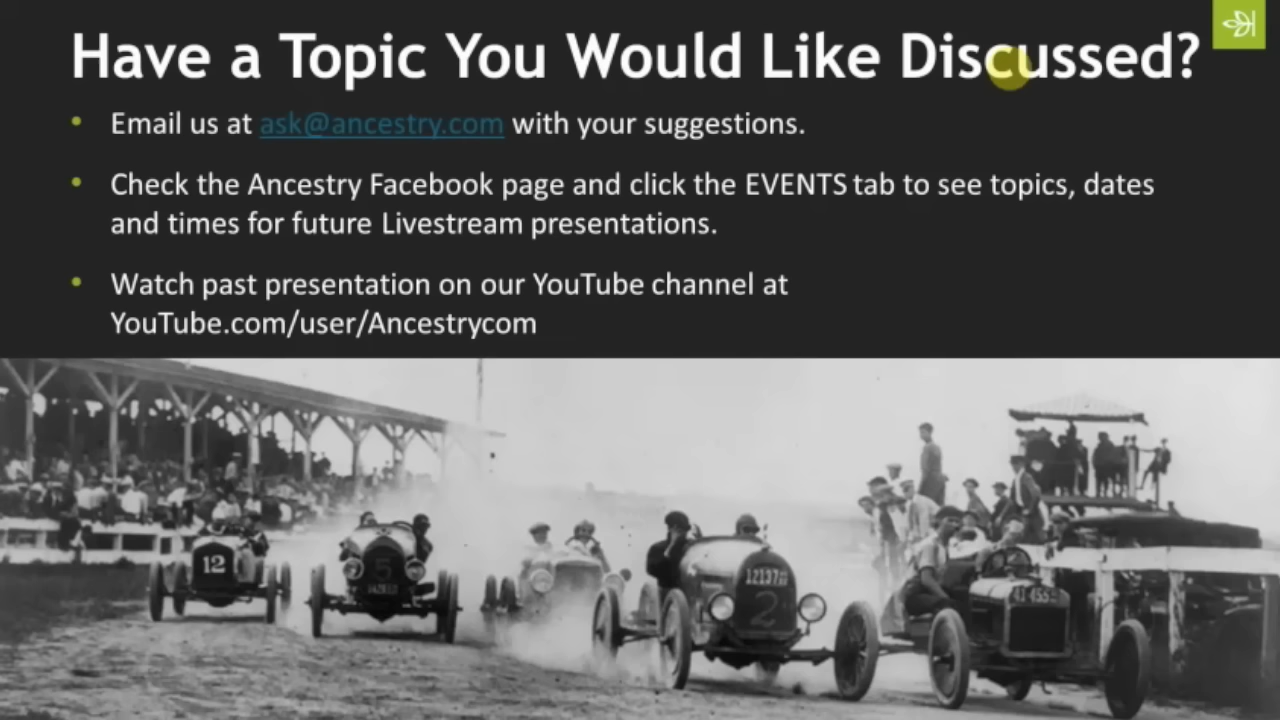 Have a Topic You Would Like Discussed?
• Email us at ask@ancestry.com with your suggestions.
• Check the Ancestry Facebook page and click the EVENTS tab to see topics, dates
and times for future Livestream presentations.
• Watch past presentation on our YouTube channel at
YouTube.com/user/Ancestrycom
12
5
12137
2